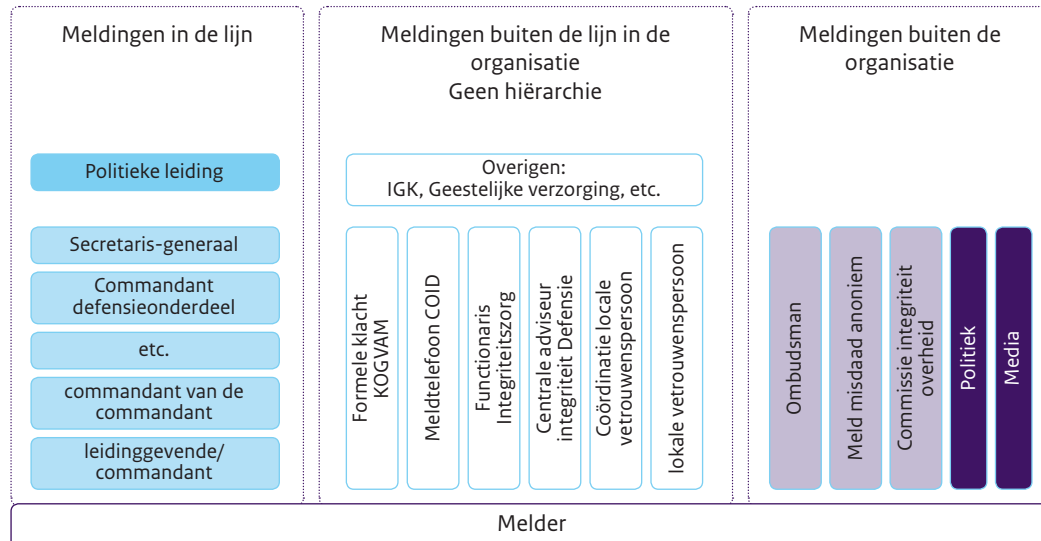 Meldingen in de lijn
Politieke leiding
Secretaris-generaal
Commandant
defensieonderdeel
etc.
commandant van de
commandant
leidinggevende/
commandant
Meldingen buiten de lijn in de
organisatie
Geen hiërarchie
Overigen:
IGK, Geestelijke verzorging, etc.
Formele klacht
KOGVAM
Meldtelefoon COID
Functionaris
Integriteitszorg
Centrale adviseur
integriteit Defensie
Coördinatie locale
vetrouwenspersoon
lokale vetrouwenspersoon
Meldingen buiten de
organisatie
Ombudsman
Meld misdaad anoniem
Commissie integriteit
overheid
Politiek
Media
Melder